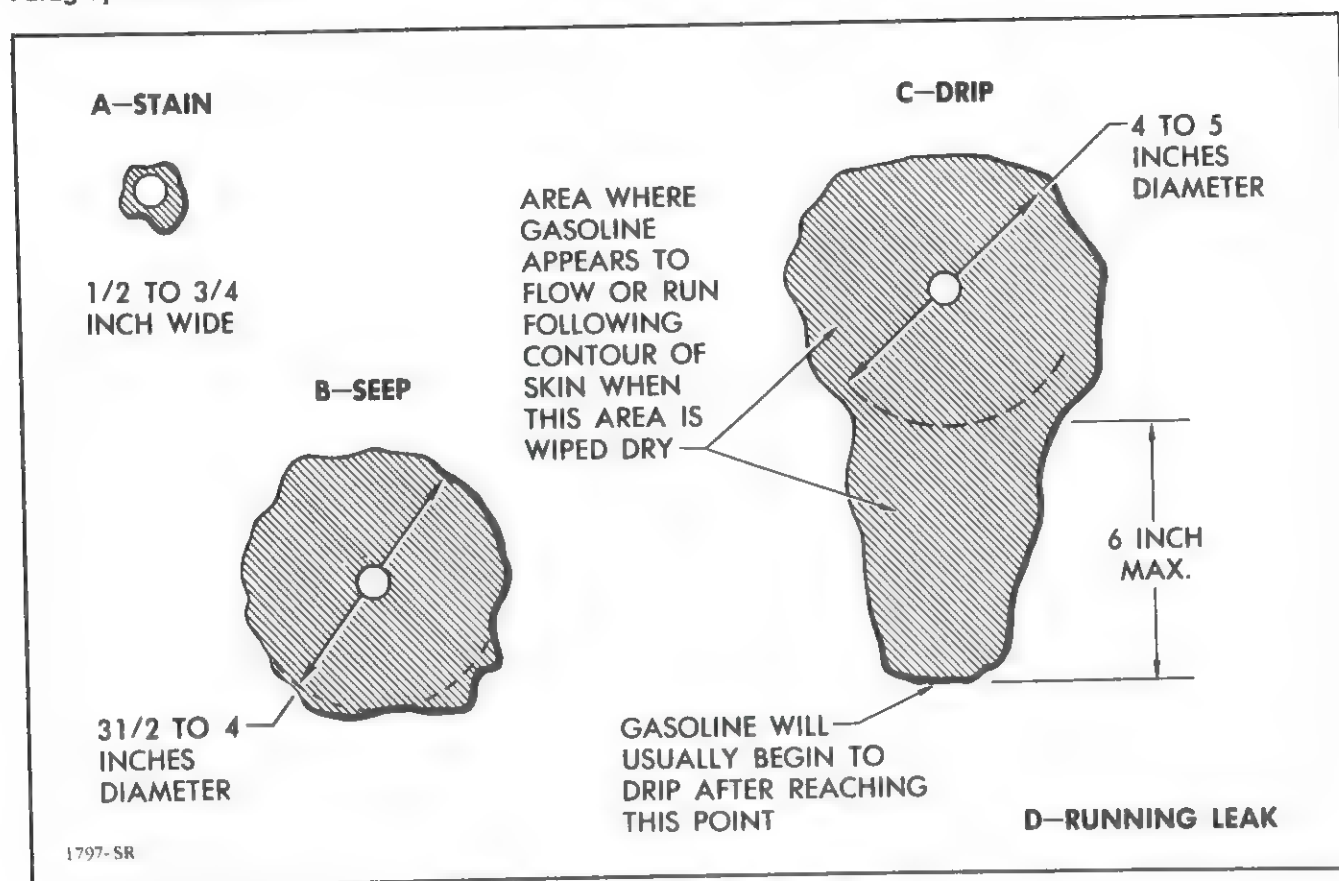 A—STAIN
1/2 TO 3/4
INCH WIDE
B—SEEP
31/2 TO 4
INCHES
DIAMETER
AREA WHERE
GASOLINE
APPEARS TO
FLOW OR RUN
FOLLOWING
CONTOUR OF
SKIN WHEN
THIS AREA IS
WIPED DRY
C—DRIP
4 TO 5
INCHES
DIAMETER
6 INCH
MAX.
GASOLINE WILL
USUALLY BEGIN TO
DRIP AFTER REACHING
THIS POINT
D—RUNNING LEAK
1797-SR